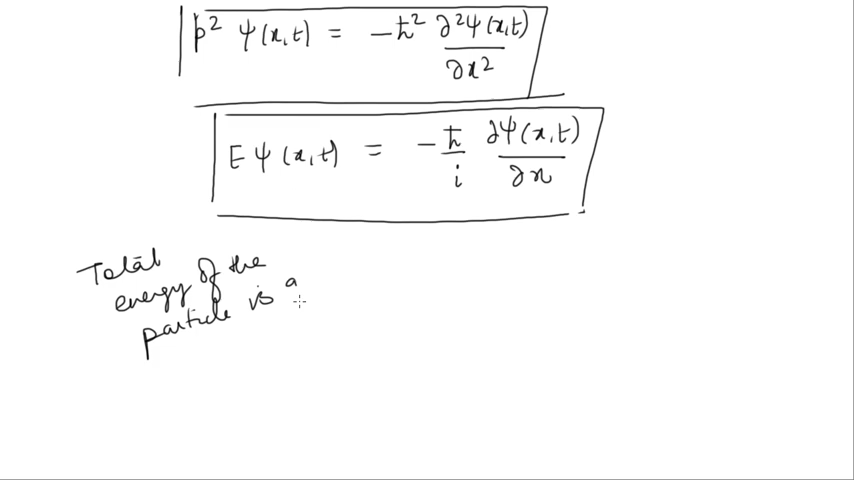 p² ψ(x,t) = -ħ² ∂²ψ(x,t)/∂x²
E ψ(x,t) = -ħ/i ∂ψ(x,t)/∂x
Total
energy of the
particle is a